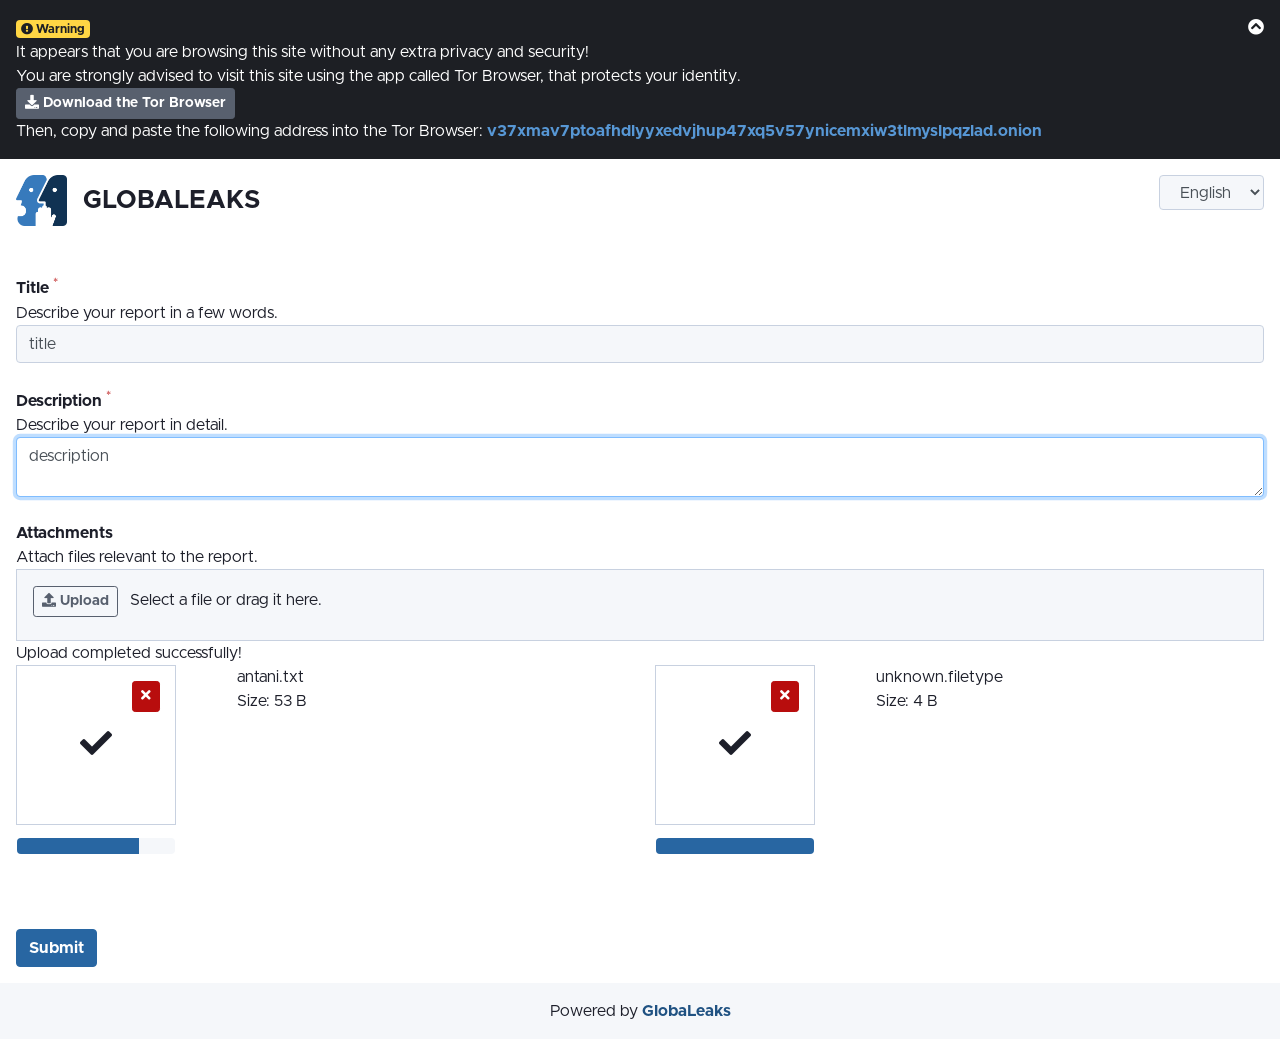 Warning
It appears that you are browsing this site without any extra privacy and security!
You are strongly advised to visit this site using the app called Tor Browser, that protects your identity.
Download the Tor Browser
Then, copy and paste the following address into the Tor Browser: v37xmav7ptoafhdlyyxedvjhup47xq5v57ynicemxiw3tlmyslpqzlad.onion
GLOBALEAKS
English
Title *
Describe your report in a few words.
title
Description *
Describe your report in detail.
description
Attachments
Attach files relevant to the report.
Upload Select a file or drag it here.
Upload completed successfully!
antani.txt
Size: 53 B
unknown.filetype
Size: 4 B
Submit
Powered by GlobaLeaks